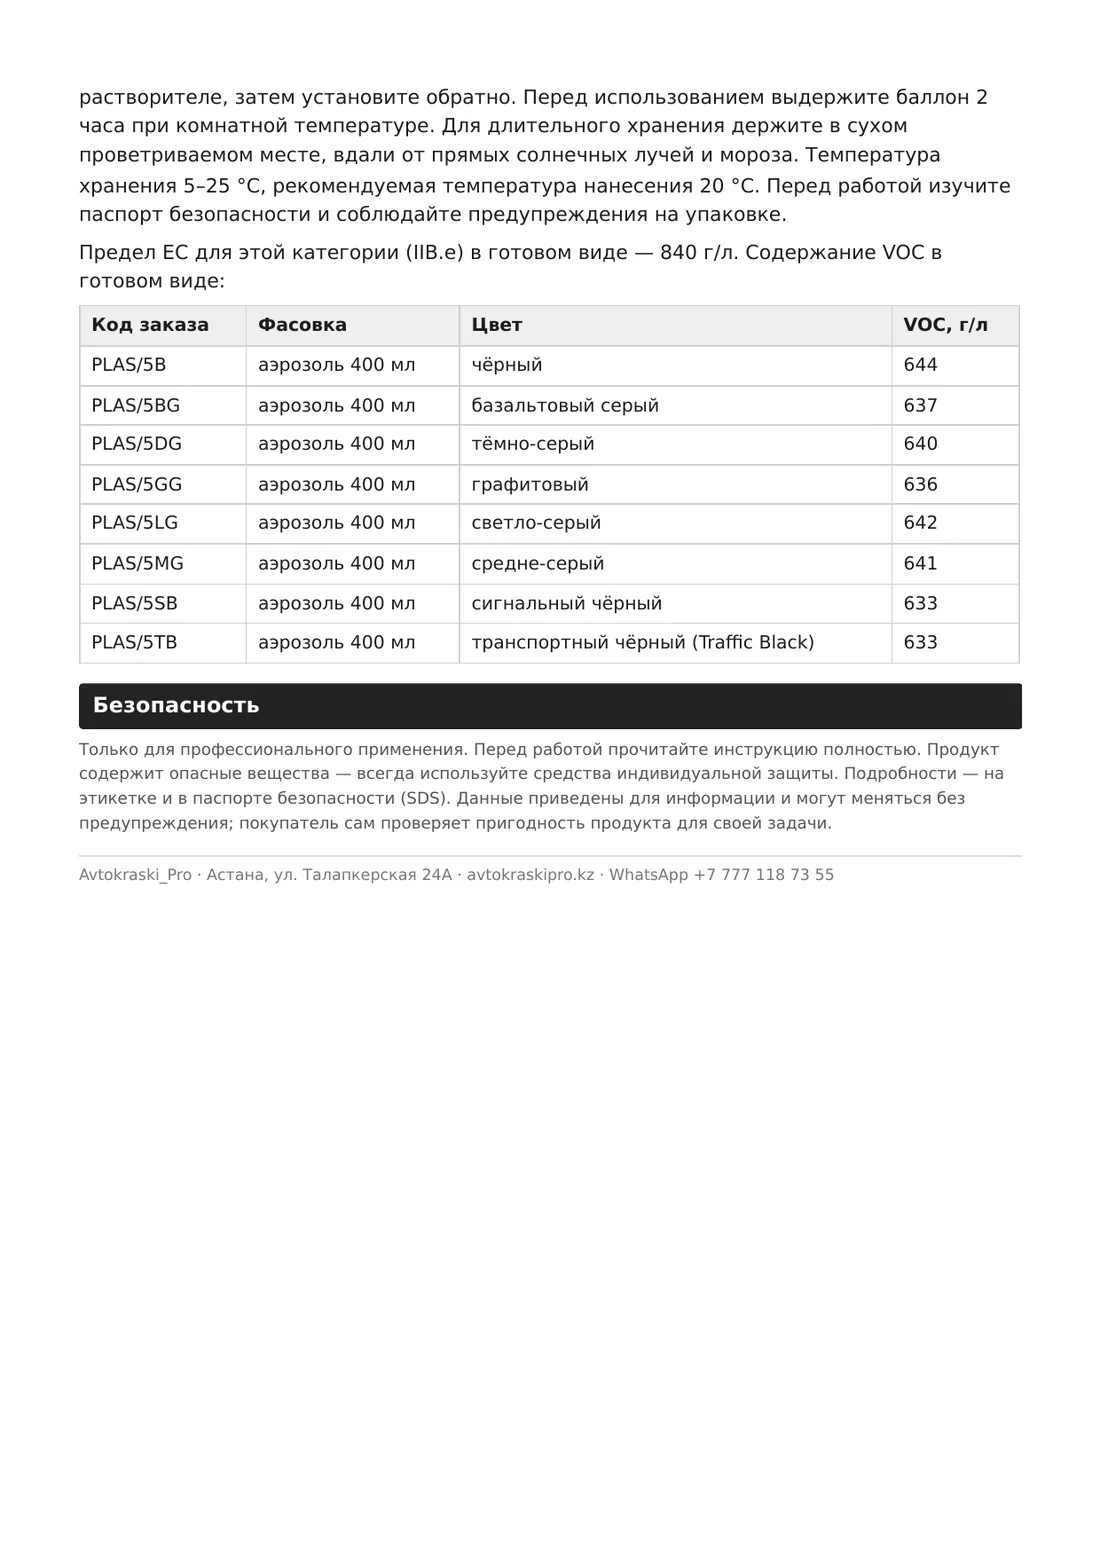 растворителе, затем установите обратно. Перед использованием выдержите баллон 2
часа при комнатной температуре. Для длительного хранения держите в сухом
проветриваемом месте, вдали от прямых солнечных лучей и мороза. Температура
хранения 5–25 °C, рекомендуемая температура нанесения 20 °C. Перед работой изучите
паспорт безопасности и соблюдайте предупреждения на упаковке.
Предел ЕС для этой категории (IIB.e) в готовом виде — 840 г/л. Содержание VOC в
готовом виде:
Код заказа Фасовка Цвет VOC, г/л
PLAS/5B аэрозоль 400 мл чёрный 644
PLAS/5BG аэрозоль 400 мл базальтовый серый 637
PLAS/5DG аэрозоль 400 мл тёмно-серый 640
PLAS/5GG аэрозоль 400 мл графитовый 636
PLAS/5LG аэрозоль 400 мл светло-серый 642
PLAS/5MG аэрозоль 400 мл средне-серый 641
PLAS/5SB аэрозоль 400 мл сигнальный чёрный 633
PLAS/5TB аэрозоль 400 мл транспортный чёрный (Traffic Black) 633
Безопасность
Только для профессионального применения. Перед работой прочитайте инструкцию полностью. Продукт
содержит опасные вещества — всегда используйте средства индивидуальной защиты. Подробности — на
этикетке и в паспорте безопасности (SDS). Данные приведены для информации и могут меняться без
предупреждения; покупатель сам проверяет пригодность продукта для своей задачи.
Avtokraski_Pro · Астана, ул. Талапкерская 24А · avtokraskipro.kz · WhatsApp +7 777 118 73 55